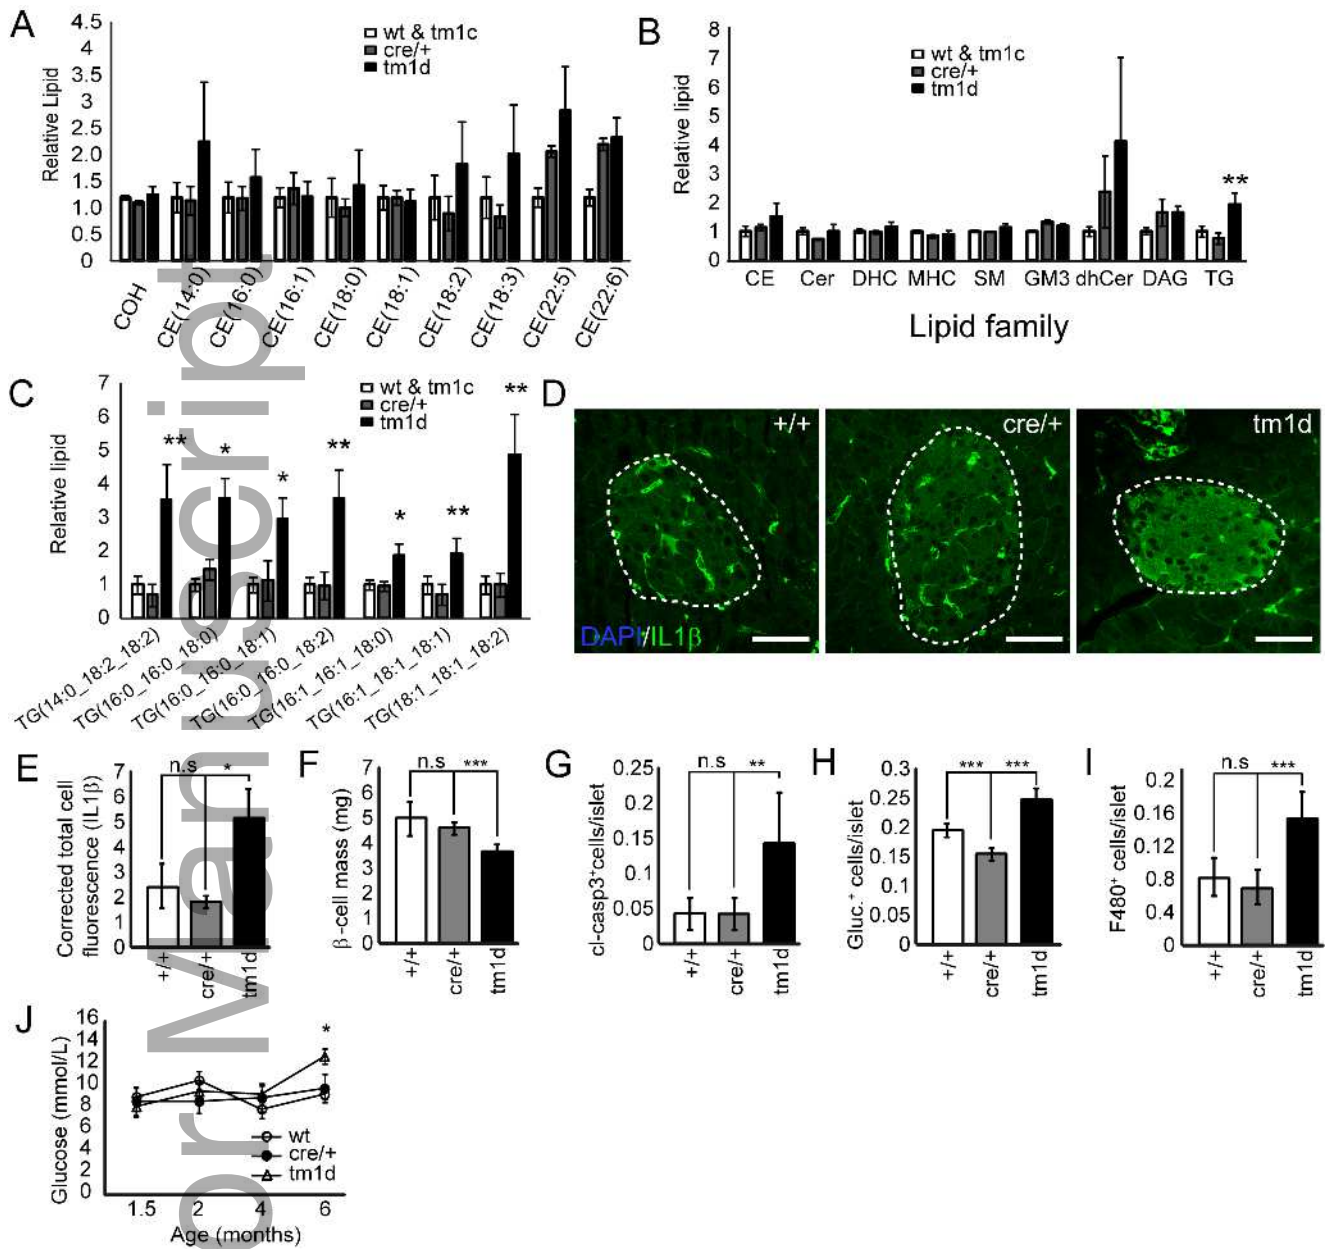 A
4.5
4
3.5
3
2.5
2.0
1.5
1.0
0.5
0
Relative Lipid
wt & tm1c
cre/+
tm1d
COH
CE(14:0)
CE(16:0)
CE(16:1)
CE(18:0)
CE(18:1)
CE(18:2)
CE(18:3)
CE(22:5)
CE(22:6)
B
8
7
6
5
4
3
2
1
0
Relative lipid
wt & tm1c
cre/+
tm1d
**
CE Cer DHC MHC SM GM3 dhCer DAG TG
Lipid family
C
7
6
5
4
3
2
1
0
Relative lipid
wt & tm1c
cre/+
tm1d
** * * ** * ** **
TG(14:0_18:2_18:2)
TG(16:0_16:0_18:0)
TG(16:0_16:0_18:1)
TG(16:0_16:0_18:2)
TG(16:1_16:1_18:0)
TG(16:1_18:1_18:1)
TG(18:1_18:1_18:2)
D
+/+
cre/+
tm1d
DAPI/IL1β
E
7
6
5
4
3
2
1
0
Corrected total cell
fluorescence (IL1β)
n.s *
+/+
cre/+
tm1d
F
7
6
5
4
3
2
1
0
β-cell mass (mg)
n.s ***
+/+
cre/+
tm1d
G
0.25
0.2
0.15
0.1
0.05
0
cl-casp3⁺cells/islet
n.s **
+/+
cre/+
tm1d
H
0.3
0.25
0.2
0.15
0.1
0.05
0
Gluc.⁺ cells/islet
*** ***
+/+
cre/+
tm1d
I
0.2
0.16
0.12
0.8
0.4
0
F480⁺ cells/islet
n.s ***
+/+
cre/+
tm1d
J
16
14
12
10
8
6
4
2
0
Glucose (mmol/L)
*
wt
cre/+
tm1d
1.5 2 4 6
Age (months)
or Manuscript